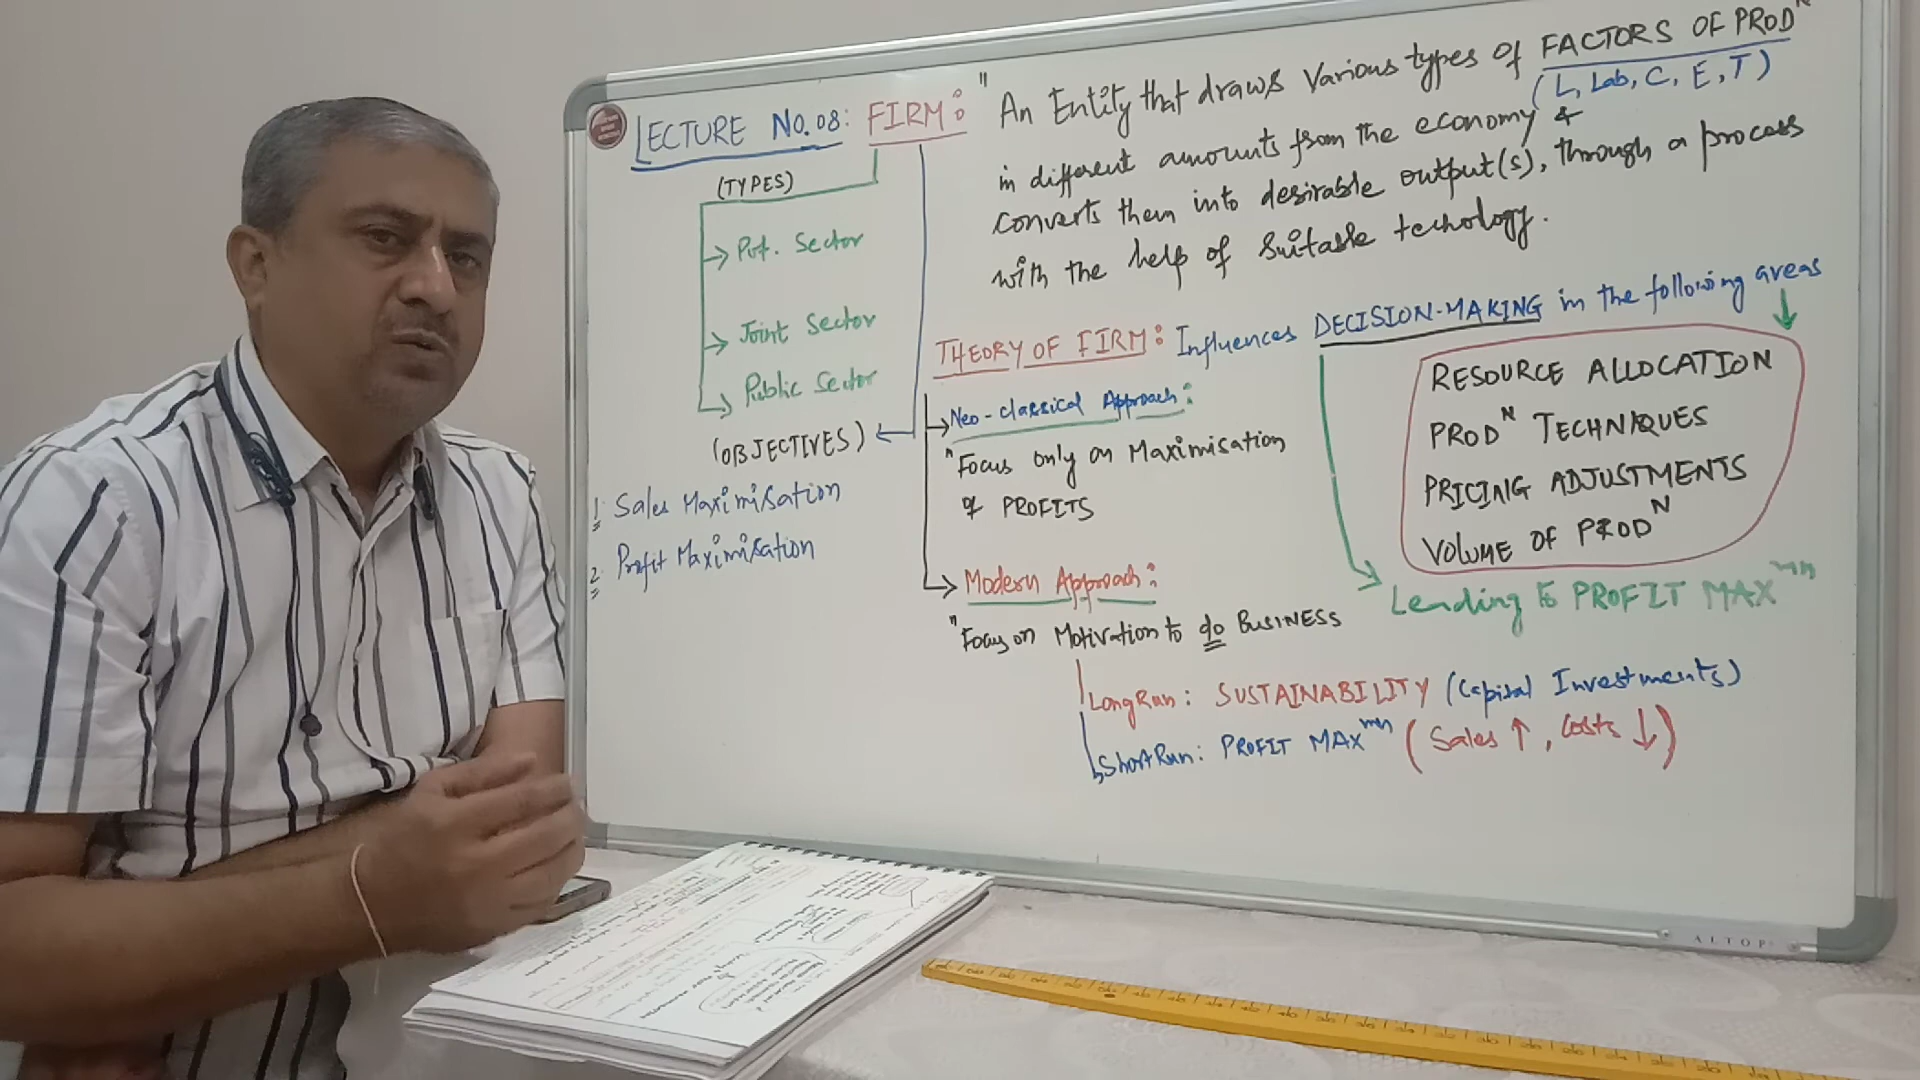 LECTURE NO.08: FIRM:
"An Entity that draws various types of FACTORS OF PRODᴺ
(L, Lab, C, E, T)
in different amounts from the economy &
converts them into desirable output(s), through a process
with the help of suitable techology.
(TYPES)
Pvt. Sector
Joint Sector
Public Sector
(OBJECTIVES)
1. Sales Maximisation
2. Profit Maximisation
THEORY OF FIRM: Influences DECISION-MAKING in the following areas
RESOURCE ALLOCATION
PRODᴺ TECHNIQUES
PRICING ADJUSTMENTS
VOLUME OF PRODᴺ
Leading to PROFIT MAXᵐⁿ
Neo-classical Approach:
"Focus only on Maximisation
of PROFITS
Modern Approach:
"Focus on Motivation to do BUSINESS
Long Run: SUSTAINABILITY (Capital Investments)
Short Run: PROFIT MAXᵐⁿ (Sales ↑, Costs ↓)
ALTOP